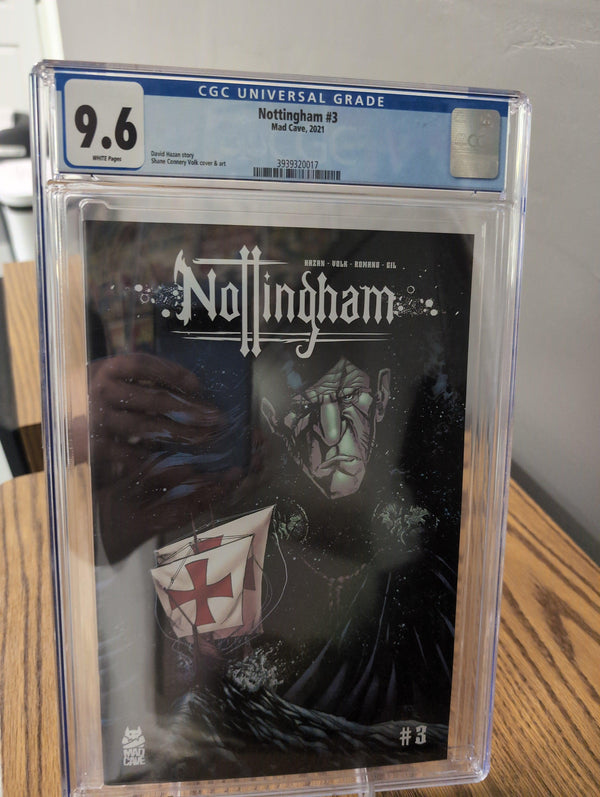 CGC UNIVERSAL GRADE
9.6
WHITE Pages
Nottingham #3
Mad Cave, 2021
David Hazan story
Shane Connery Volk cover & art
3939320017
HAZAN · VOLK · ROMANO · GIL
Nottingham
#3
MAD
CAVE